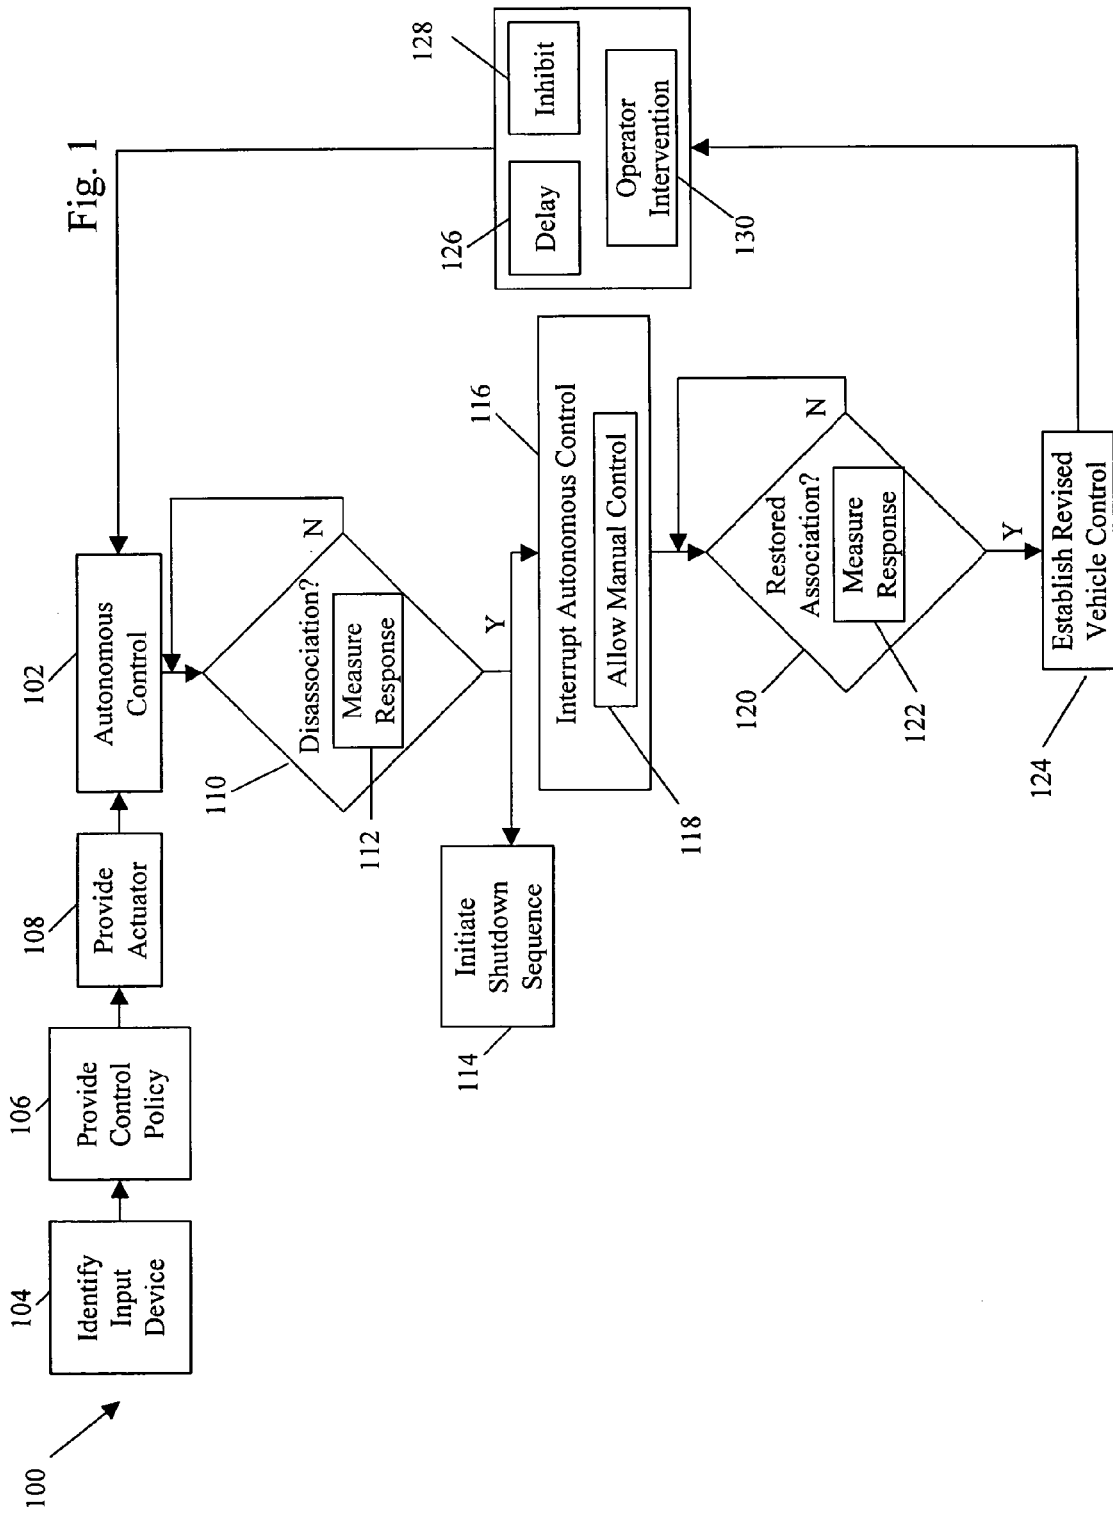 Fig. 1
100
104
Identify
Input
Device
106
Provide
Control
Policy
108
Provide
Actuator
102
Autonomous
Control
110
Disassociation?
N
112
Measure
Response
Y
114
Initiate
Shutdown
Sequence
116
Interrupt Autonomous Control
118
Allow Manual Control
120
Restored
Association?
N
122
Measure
Response
Y
124
Establish Revised
Vehicle Control
126
Delay
128
Inhibit
130
Operator
Intervention